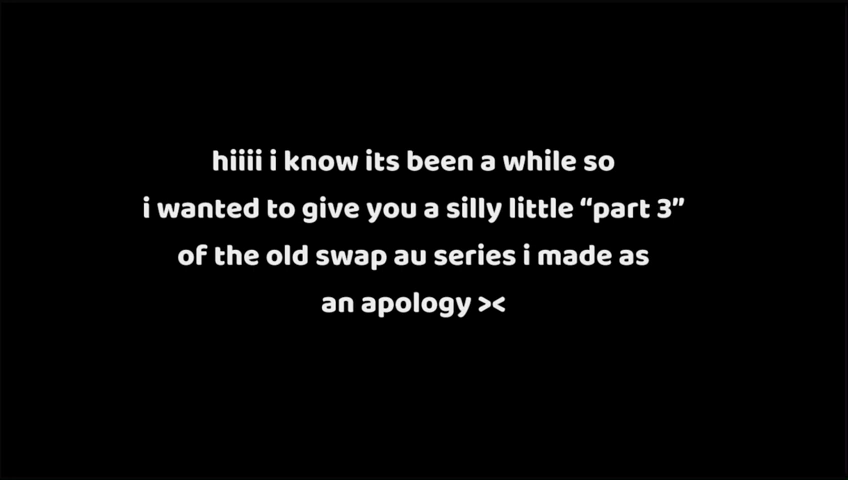 hiiii i know its been a while so
i wanted to give you a silly little “part 3”
of the old swap au series i made as
an apology ><